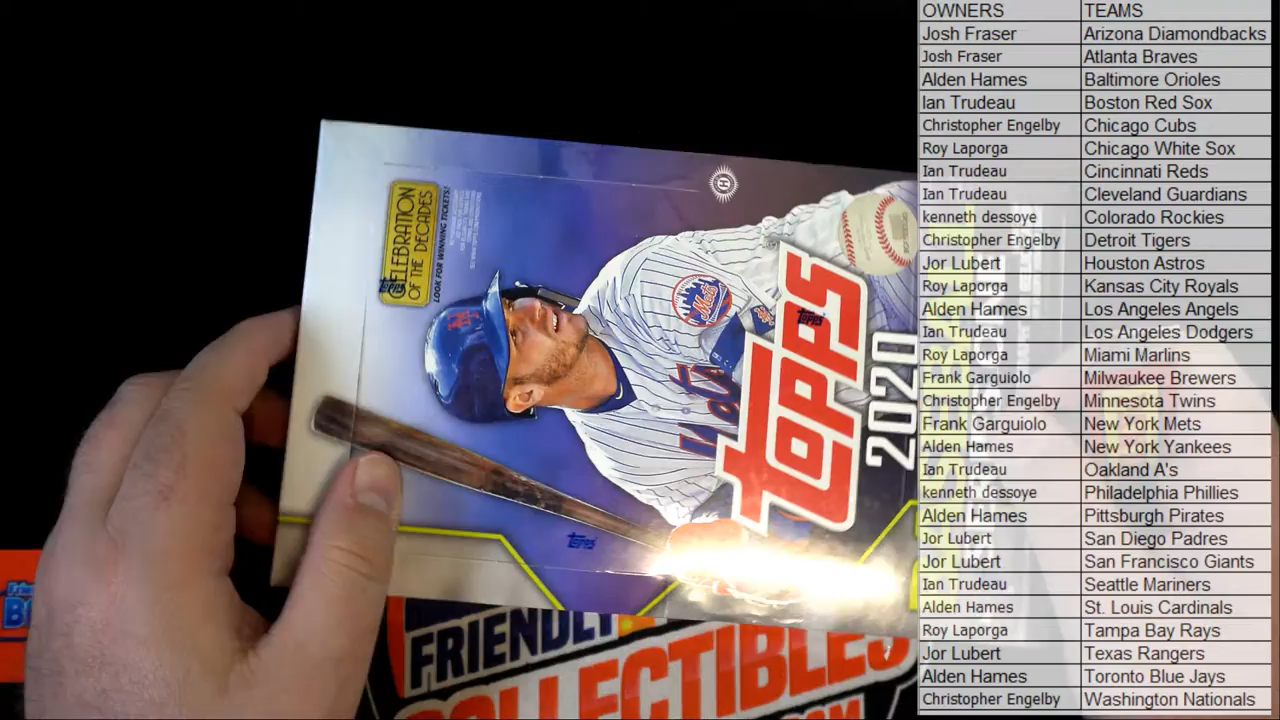 OWNERS TEAMS
Josh Fraser Arizona Diamondbacks
Josh Fraser Atlanta Braves
Alden Hames Baltimore Orioles
Ian Trudeau Boston Red Sox
Christopher Engelby Chicago Cubs
Roy Laporga Chicago White Sox
Ian Trudeau Cincinnati Reds
Ian Trudeau Cleveland Guardians
kenneth dessoye Colorado Rockies
Christopher Engelby Detroit Tigers
Jor Lubert Houston Astros
Roy Laporga Kansas City Royals
Alden Hames Los Angeles Angels
Ian Trudeau Los Angeles Dodgers
Roy Laporga Miami Marlins
Frank Garguiolo Milwaukee Brewers
Christopher Engelby Minnesota Twins
Frank Garguiolo New York Mets
Alden Hames New York Yankees
Ian Trudeau Oakland A's
kenneth dessoye Philadelphia Phillies
Alden Hames Pittsburgh Pirates
Jor Lubert San Diego Padres
Jor Lubert San Francisco Giants
Ian Trudeau Seattle Mariners
Alden Hames St. Louis Cardinals
Roy Laporga Tampa Bay Rays
Jor Lubert Texas Rangers
Alden Hames Toronto Blue Jays
Christopher Engelby Washington Nationals
Topps
CELEBRATION
OF THE DECADES
LOOK FOR WINNING TICKETS!
H
Mets
Topps
Topps
2020
Topps
FRIENDLY
COLLECTIBLES